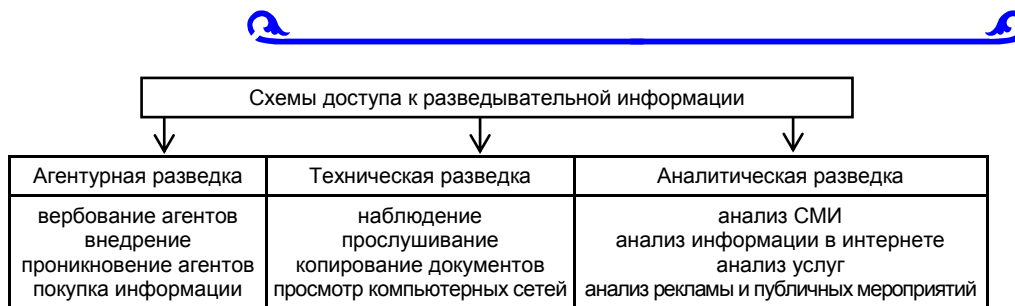 Схемы доступа к разведывательной информации
Агентурная разведка
вербование агентов
внедрение
проникновение агентов
покупка информации
Техническая разведка
наблюдение
прослушивание
копирование документов
просмотр компьютерных сетей
Аналитическая разведка
анализ СМИ
анализ информации в интернете
анализ услуг
анализ рекламы и публичных мероприятий